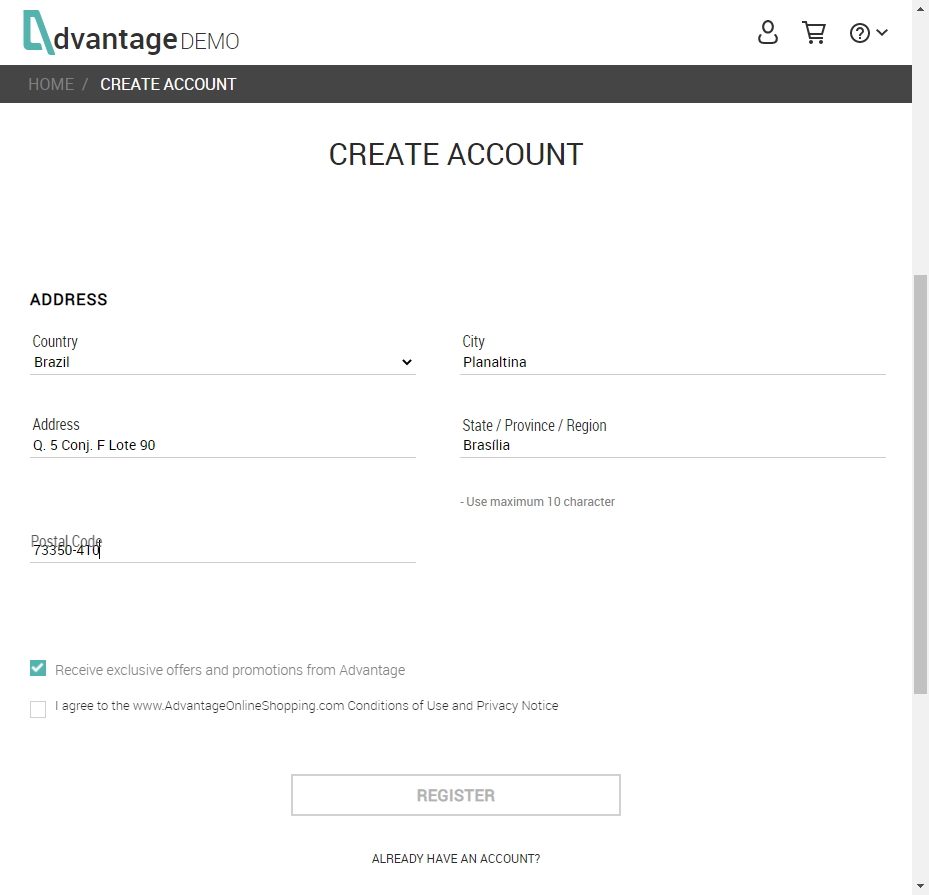 dvantage DEMO
HOME / CREATE ACCOUNT
CREATE ACCOUNT
ADDRESS
Country
Brazil
City
Planaltina
Address
Q. 5 Conj. F Lote 90
State / Province / Region
Brasília
- Use maximum 10 character
Postal Code
73350-410
Receive exclusive offers and promotions from Advantage
I agree to the www.AdvantageOnlineShopping.com Conditions of Use and Privacy Notice
REGISTER
ALREADY HAVE AN ACCOUNT?